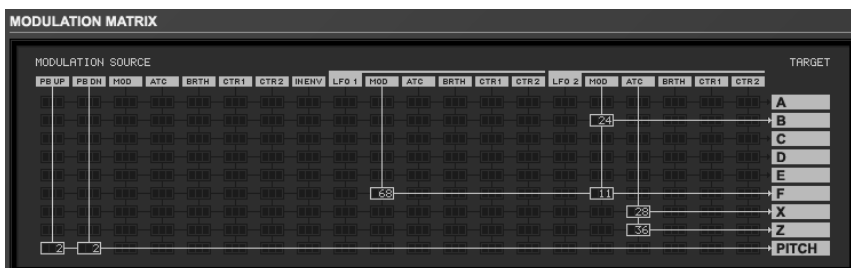 MODULATION MATRIX
MODULATION SOURCE TARGET
PB UP PB DN MOD ATC BRTH CTR1 CTR2 INENV LFO 1 MOD ATC BRTH CTR1 CTR2 LFO 2 MOD ATC BRTH CTR1 CTR2
A
24 B
C
D
E
68 11 F
28 X
36 Z
2 2 PITCH